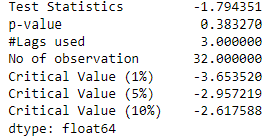 Test Statistics -1.794351
p-value 0.383270
#Lags used 3.000000
No of observation 32.000000
Critical Value (1%) -3.653520
Critical Value (5%) -2.957219
Critical Value (10%) -2.617588
dtype: float64